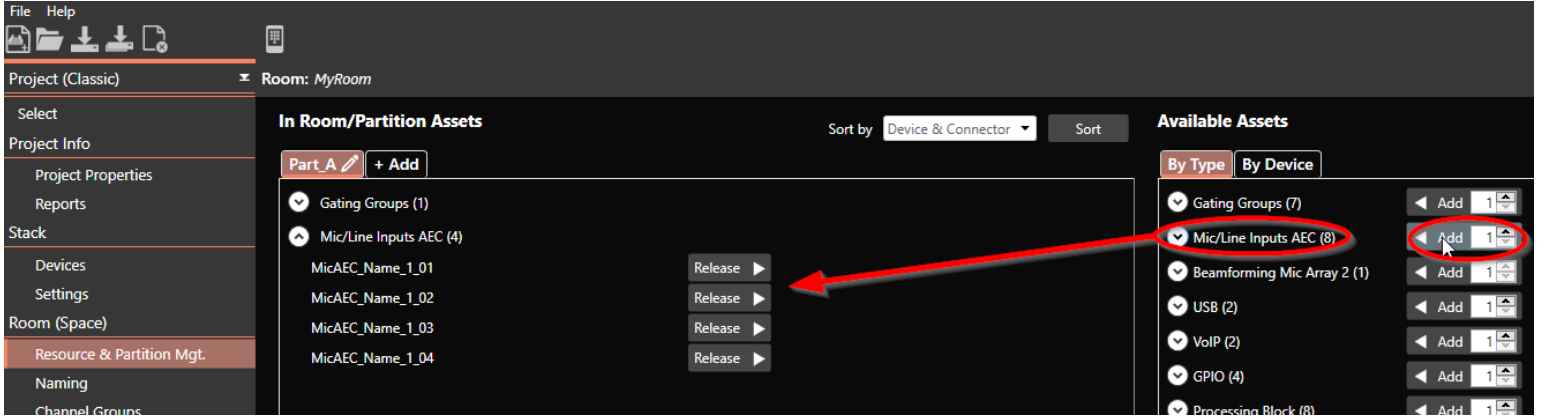 File Help
Project (Classic)
Room: MyRoom
Select
Project Info
Project Properties
Reports
Stack
Devices
Settings
Room (Space)
Resource & Partition Mgt.
Naming
Channel Groups
In Room/Partition Assets
Sort by Device & Connector Sort
Part_A + Add
Gating Groups (1)
Mic/Line Inputs AEC (4)
MicAEC_Name_1_01 Release
MicAEC_Name_1_02 Release
MicAEC_Name_1_03 Release
MicAEC_Name_1_04 Release
Available Assets
By Type By Device
Gating Groups (7) Add 1
Mic/Line Inputs AEC (8) Add 1
Beamforming Mic Array 2 (1) Add 1
USB (2) Add 1
VoIP (2) Add 1
GPIO (4) Add 1
Processing Block (8) Add 1